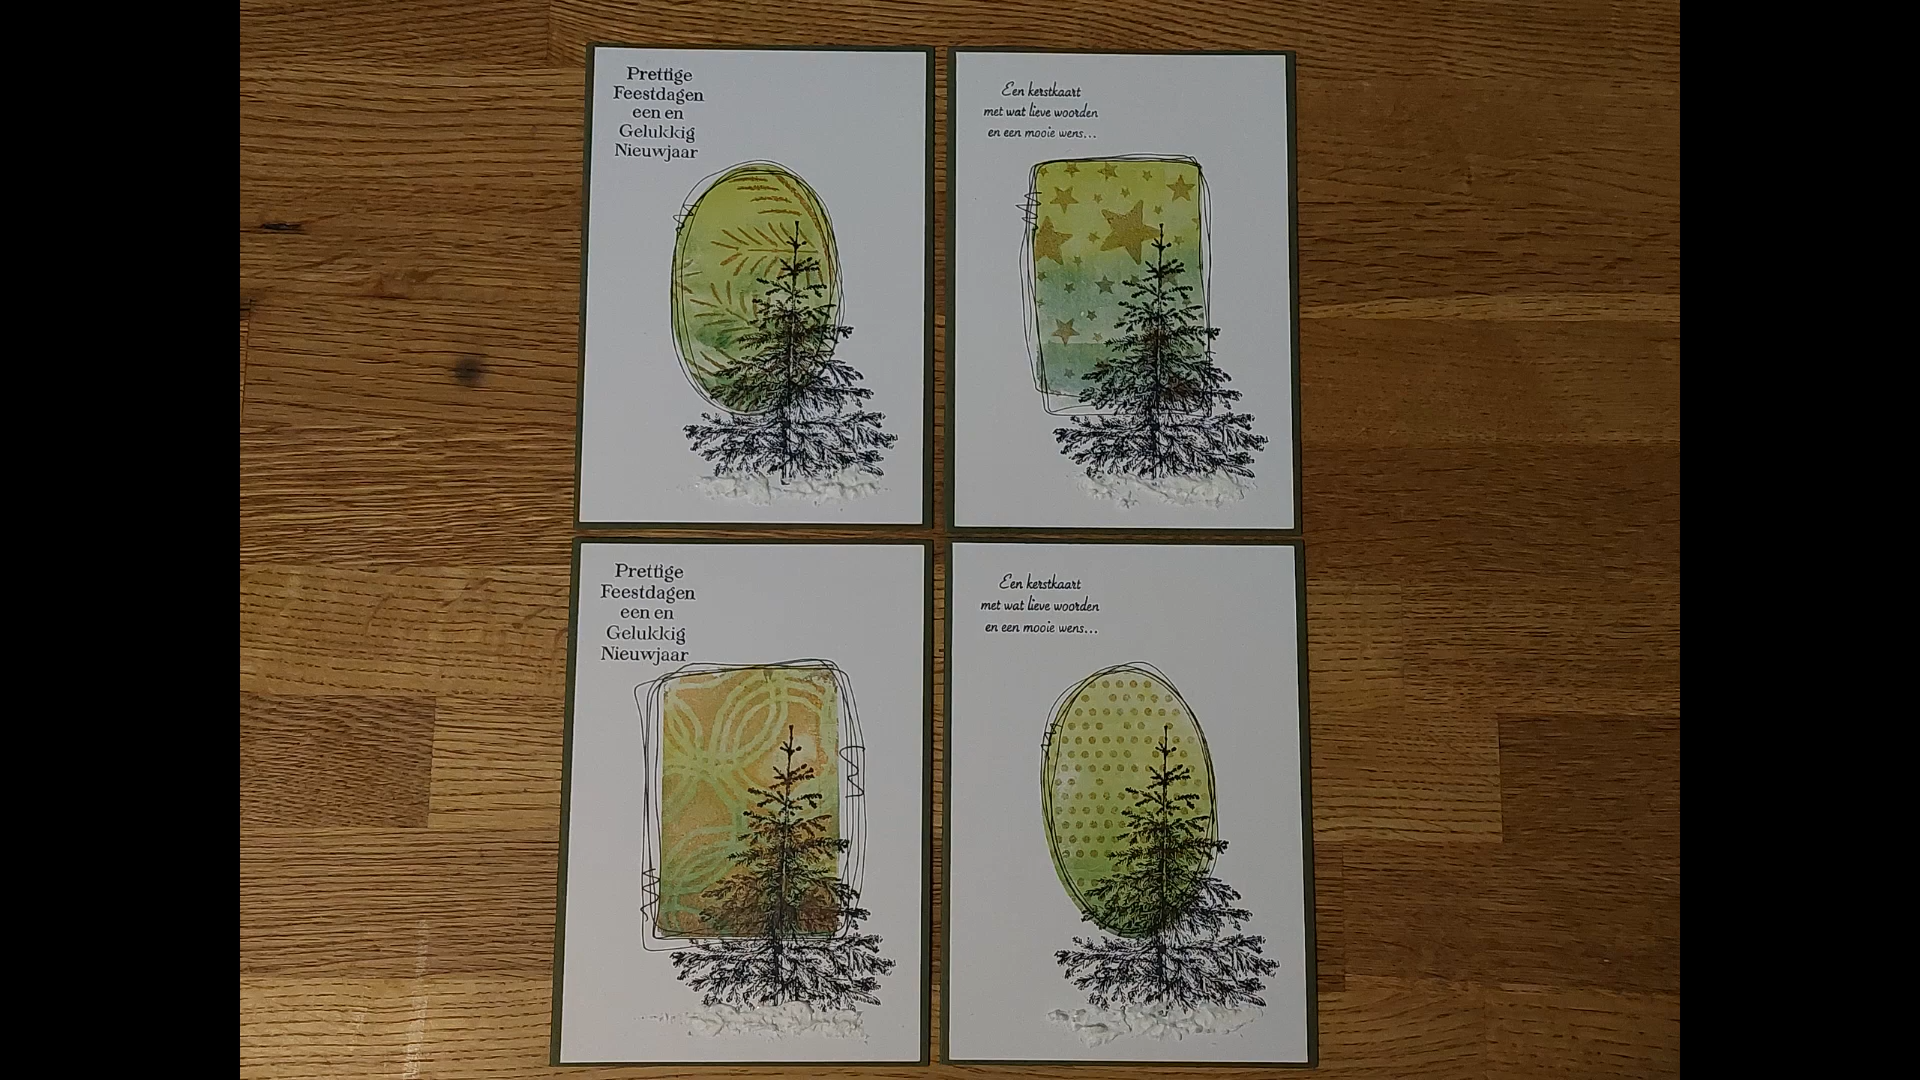 Prettige
Feestdagen
een en
Gelukkig
Nieuwjaar
Een kerstkaart
met wat lieve woorden
en een mooie wens...
Prettige
Feestdagen
een en
Gelukkig
Nieuwjaar
Een kerstkaart
met wat lieve woorden
en een mooie wens...